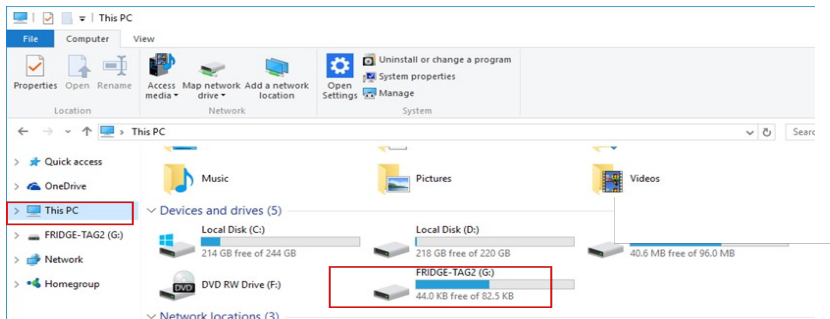 This PC
File Computer View
Properties Open Rename Access media Map network drive Add a network location Open Settings Uninstall or change a program
System properties
Manage
Location Network System
This PC Searc
Quick access
OneDrive
This PC
FRIDGE-TAG2 (G:)
Network
Homegroup
Music Pictures Videos
Devices and drives (5)
Local Disk (C:)
214 GB free of 244 GB
Local Disk (D:)
218 GB free of 220 GB
40.6 MB free of 96.0 MB
DVD RW Drive (F:)
FRIDGE-TAG2 (G:)
44.0 KB free of 82.5 KB
Network locations (3)